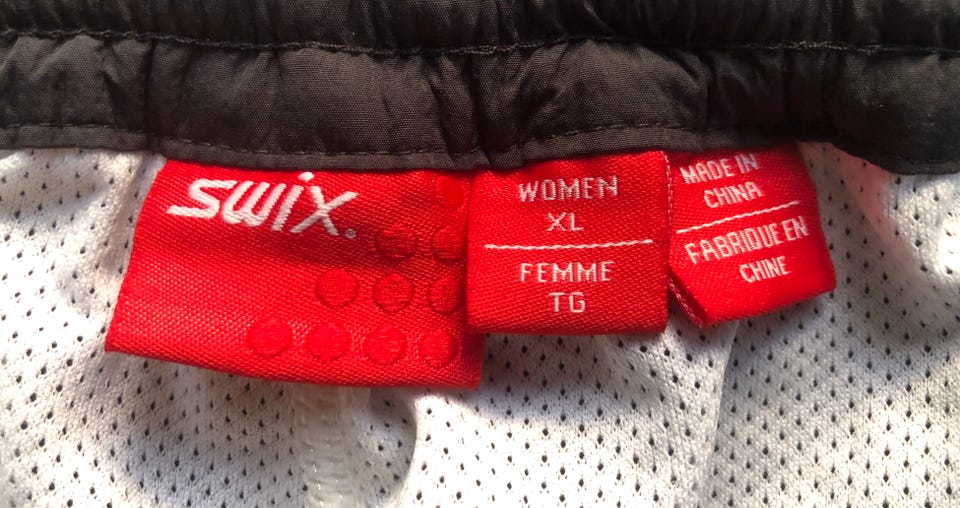 swix.
WOMEN
XL
FEMME
TG
MADE IN
CHINA
FABRIQUE EN
CHINE